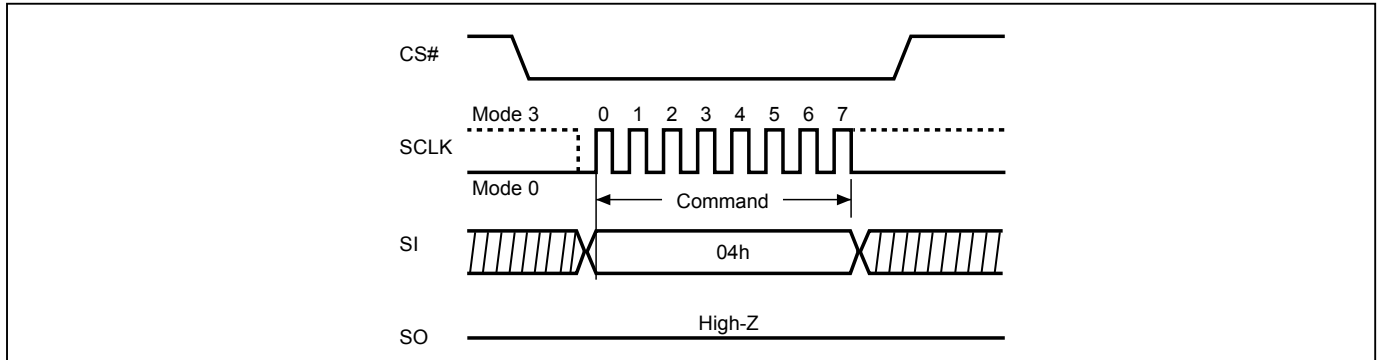 CS#
Mode 3 0 1 2 3 4 5 6 7
SCLK
Mode 0
Command
SI 04h
High-Z
SO